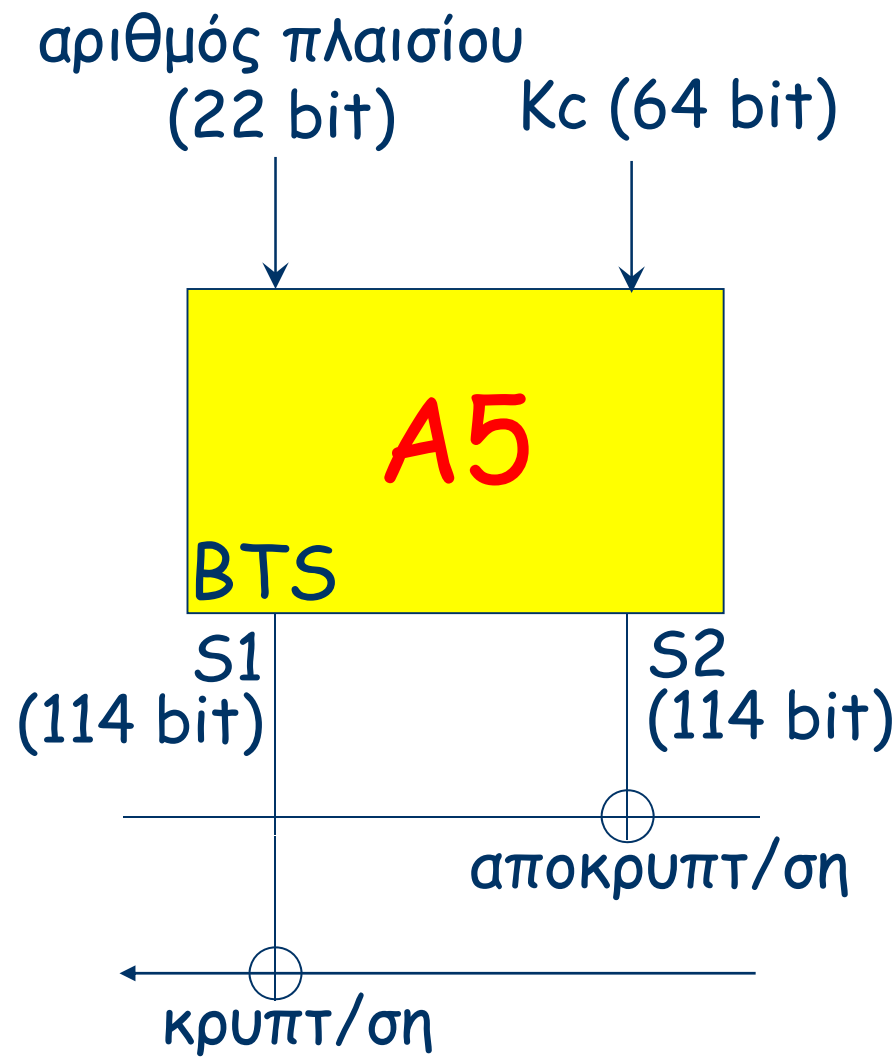 αριθμός πλαισίου
(22 bit)
Kc (64 bit)
A5
BTS
S1
(114 bit)
S2
(114 bit)
αποκρυπτ/ση
κρυπτ/ση